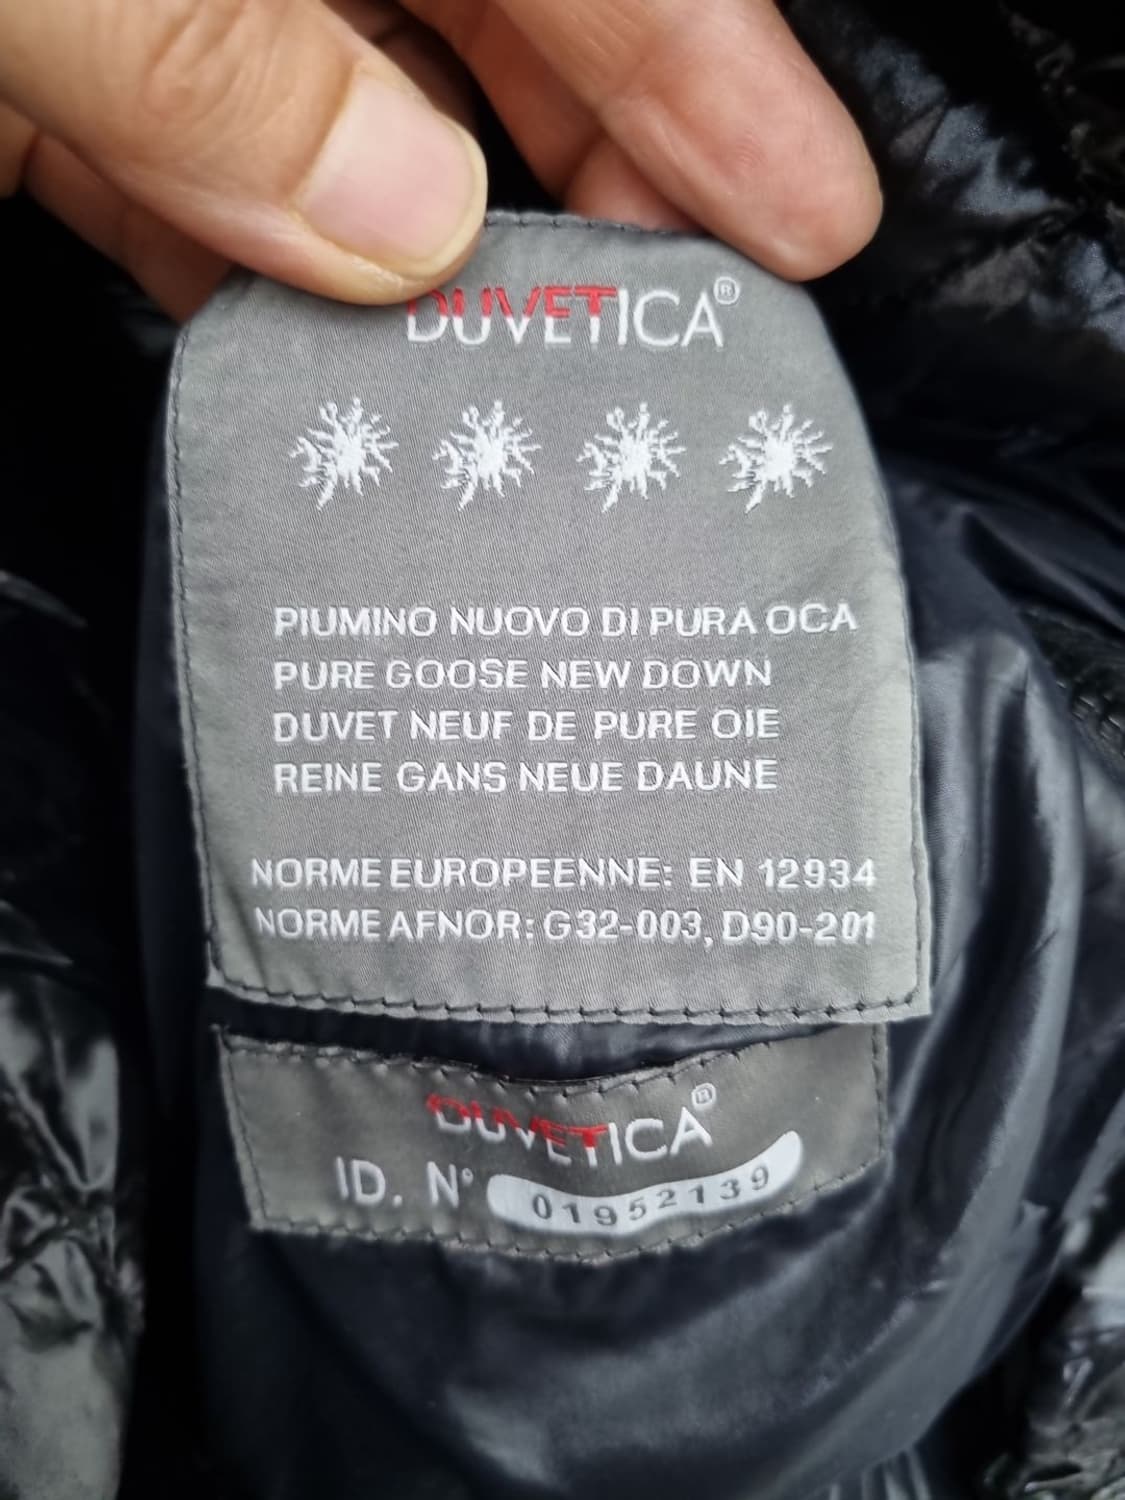 DUVETICA®
PIUMINO NUOVO DI PURA OCA
PURE GOOSE NEW DOWN
DUVET NEUF DE PURE OIE
REINE GANS NEUE DAUNE
NORME EUROPEENNE: EN 12934
NORME AFNOR: G32-003, D90-201
DUVETICA®
ID. N° 01952139